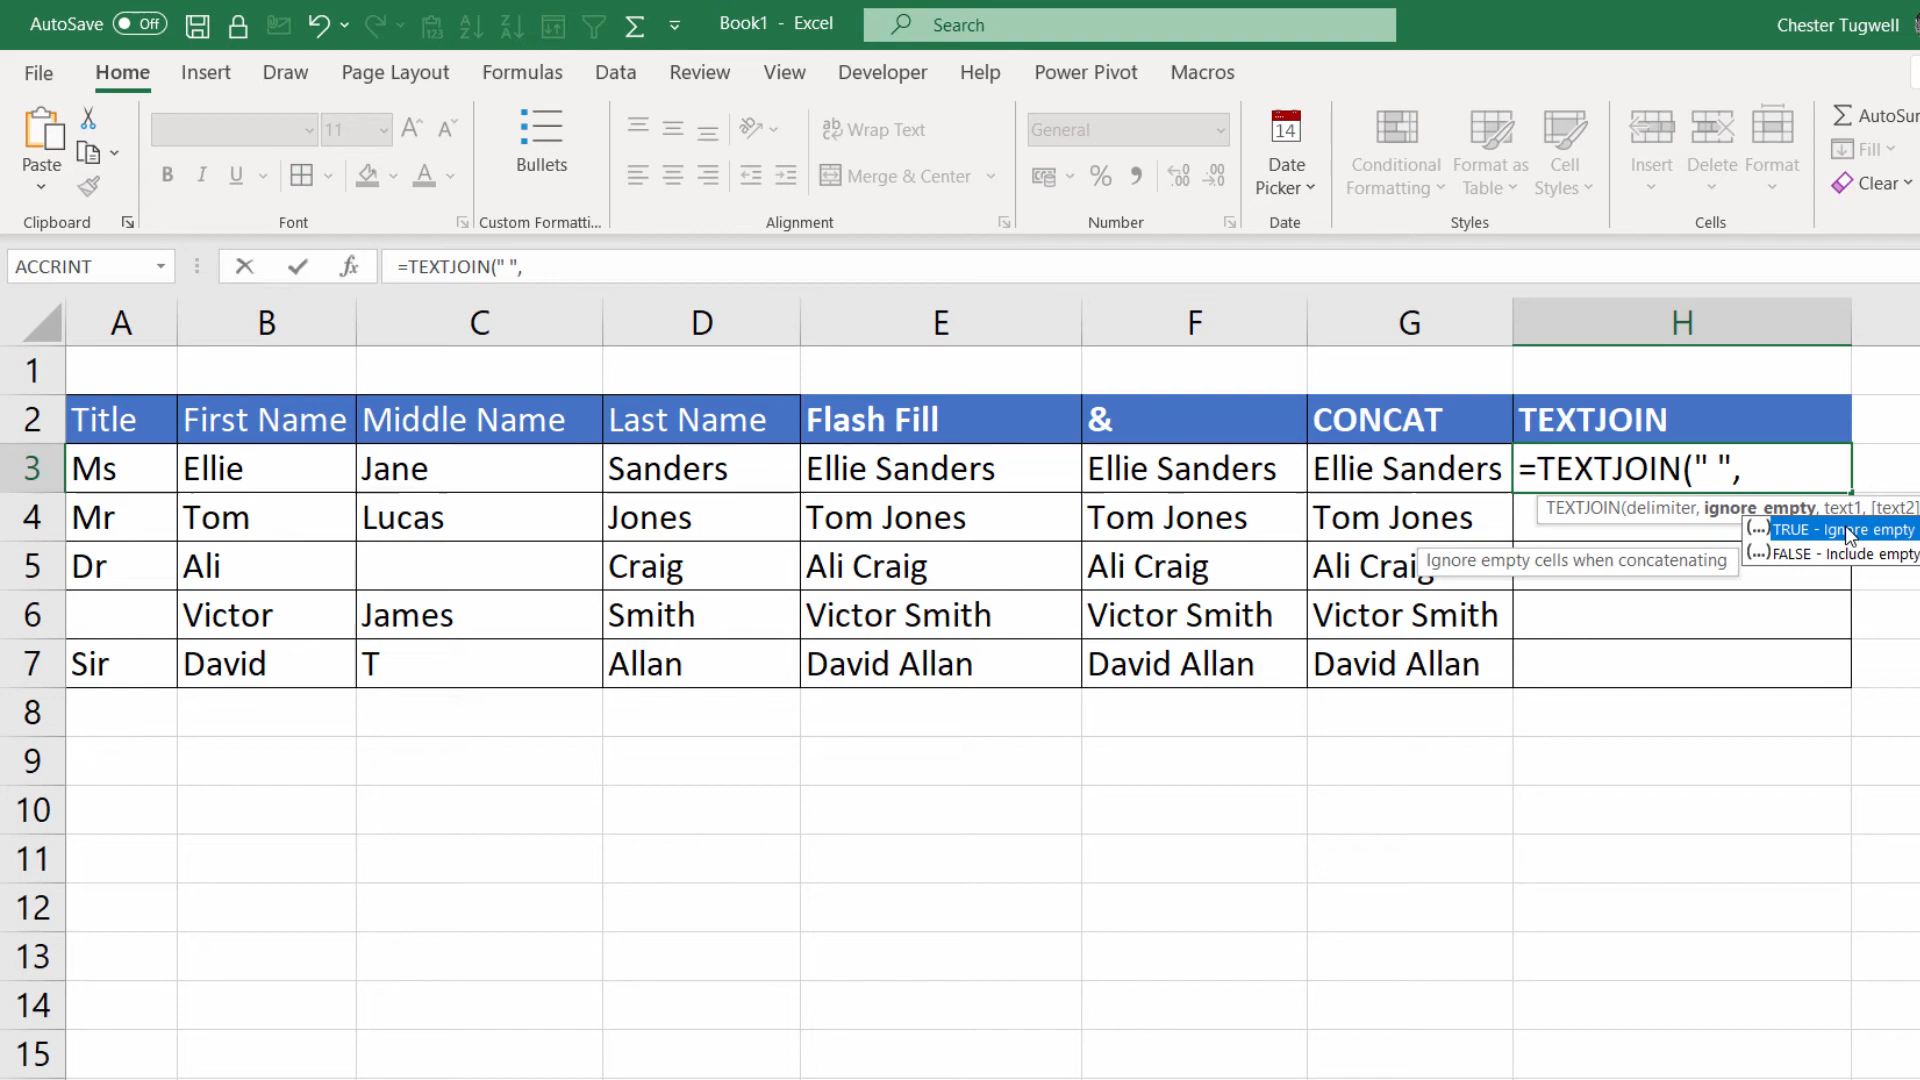 AutoSave Off Book1 - Excel Search Chester Tugwell
File Home Insert Draw Page Layout Formulas Data Review View Developer Help Power Pivot Macros
Paste 11 B I U Bullets Wrap Text Merge & Center General Date Picker Conditional Formatting Format as Table Cell Styles Insert Delete Format AutoSum Fill Clear
Clipboard Font Custom Formatti... Alignment Number Date Styles Cells
ACCRINT fx =TEXTJOIN(" ",
A B C D E F G H
1
2 Title First Name Middle Name Last Name Flash Fill & CONCAT TEXTJOIN
3 Ms Ellie Jane Sanders Ellie Sanders Ellie Sanders Ellie Sanders =TEXTJOIN(" ",
TEXTJOIN(delimiter, ignore_empty, text1, [text2]
4 Mr Tom Lucas Jones Tom Jones Tom Jones Tom Jones
(...) TRUE - Ignore empty
(...) FALSE - Include empty
Ignore empty cells when concatenating
5 Dr Ali Craig Ali Craig Ali Craig Ali Craig
6 Victor James Smith Victor Smith Victor Smith Victor Smith
7 Sir David T Allan David Allan David Allan David Allan
8
9
10
11
12
13
14
15